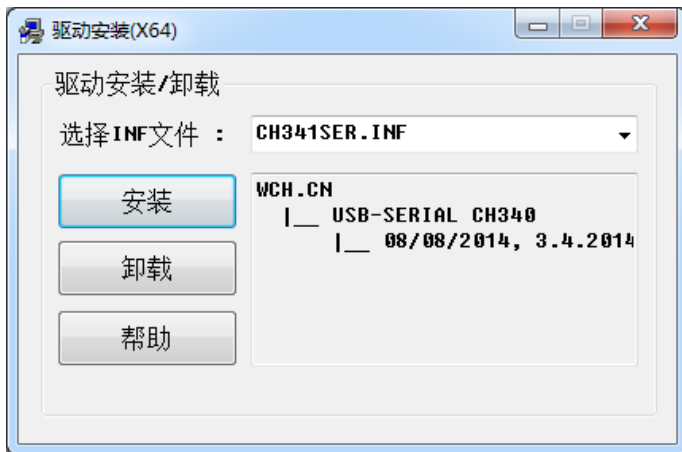 驱动安装(X64)
驱动安装/卸载
选择INF文件 : CH341SER.INF
安装
卸载
帮助
WCH.CN
|__ USB-SERIAL CH340
|__ 08/08/2014, 3.4.2014